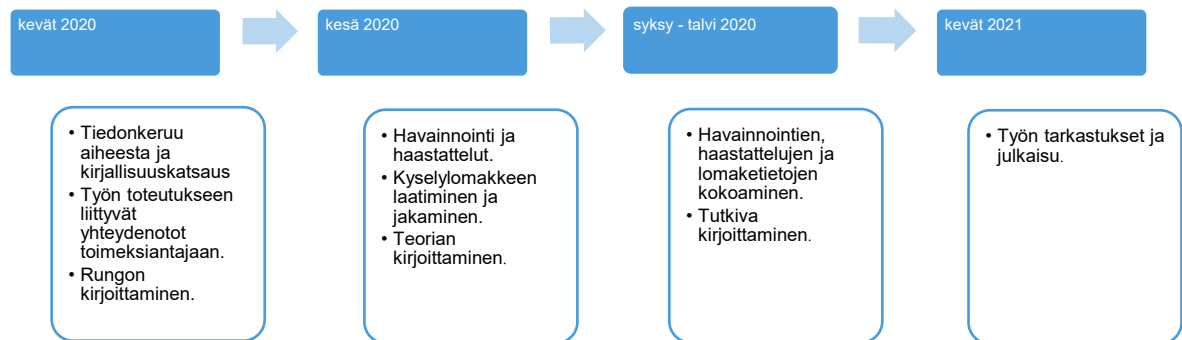 kevät 2020
kesä 2020
syksy - talvi 2020
kevät 2021
• Tiedonkeruu
aiheesta ja
kirjallisuuskatsaus
• Työn toteutukseen
liittyvät
yhteydenotot
toimeksiantajaan.
• Rungon
kirjoittaminen.
• Havainnointi ja
haastattelut.
• Kyselylomakkeen
laatiminen ja
jakaminen.
• Teorian
kirjoittaminen.
• Havainnointien,
haastattelujen ja
lomaketietojen
kokoaminen.
• Tutkiva
kirjoittaminen.
• Työn tarkastukset ja
julkaisu.